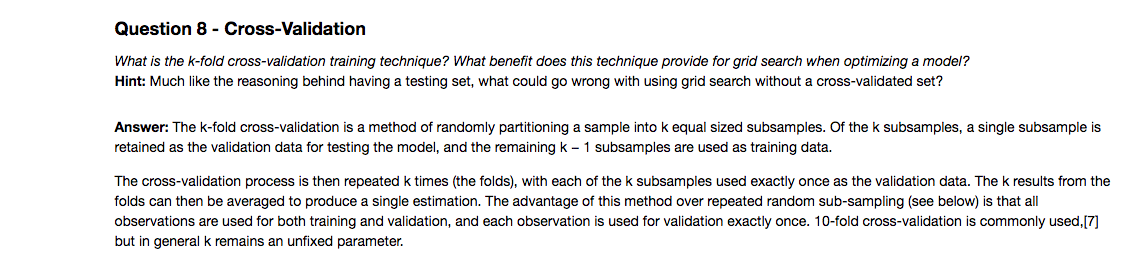 Question 8 - Cross-Validation
What is the k-fold cross-validation training technique? What benefit does this technique provide for grid search when optimizing a model?
Hint: Much like the reasoning behind having a testing set, what could go wrong with using grid search without a cross-validated set?
Answer: The k-fold cross-validation is a method of randomly partitioning a sample into k equal sized subsamples. Of the k subsamples, a single subsample is
retained as the validation data for testing the model, and the remaining k – 1 subsamples are used as training data.
The cross-validation process is then repeated k times (the folds), with each of the k subsamples used exactly once as the validation data. The k results from the
folds can then be averaged to produce a single estimation. The advantage of this method over repeated random sub-sampling (see below) is that all
observations are used for both training and validation, and each observation is used for validation exactly once. 10-fold cross-validation is commonly used,[7]
but in general k remains an unfixed parameter.